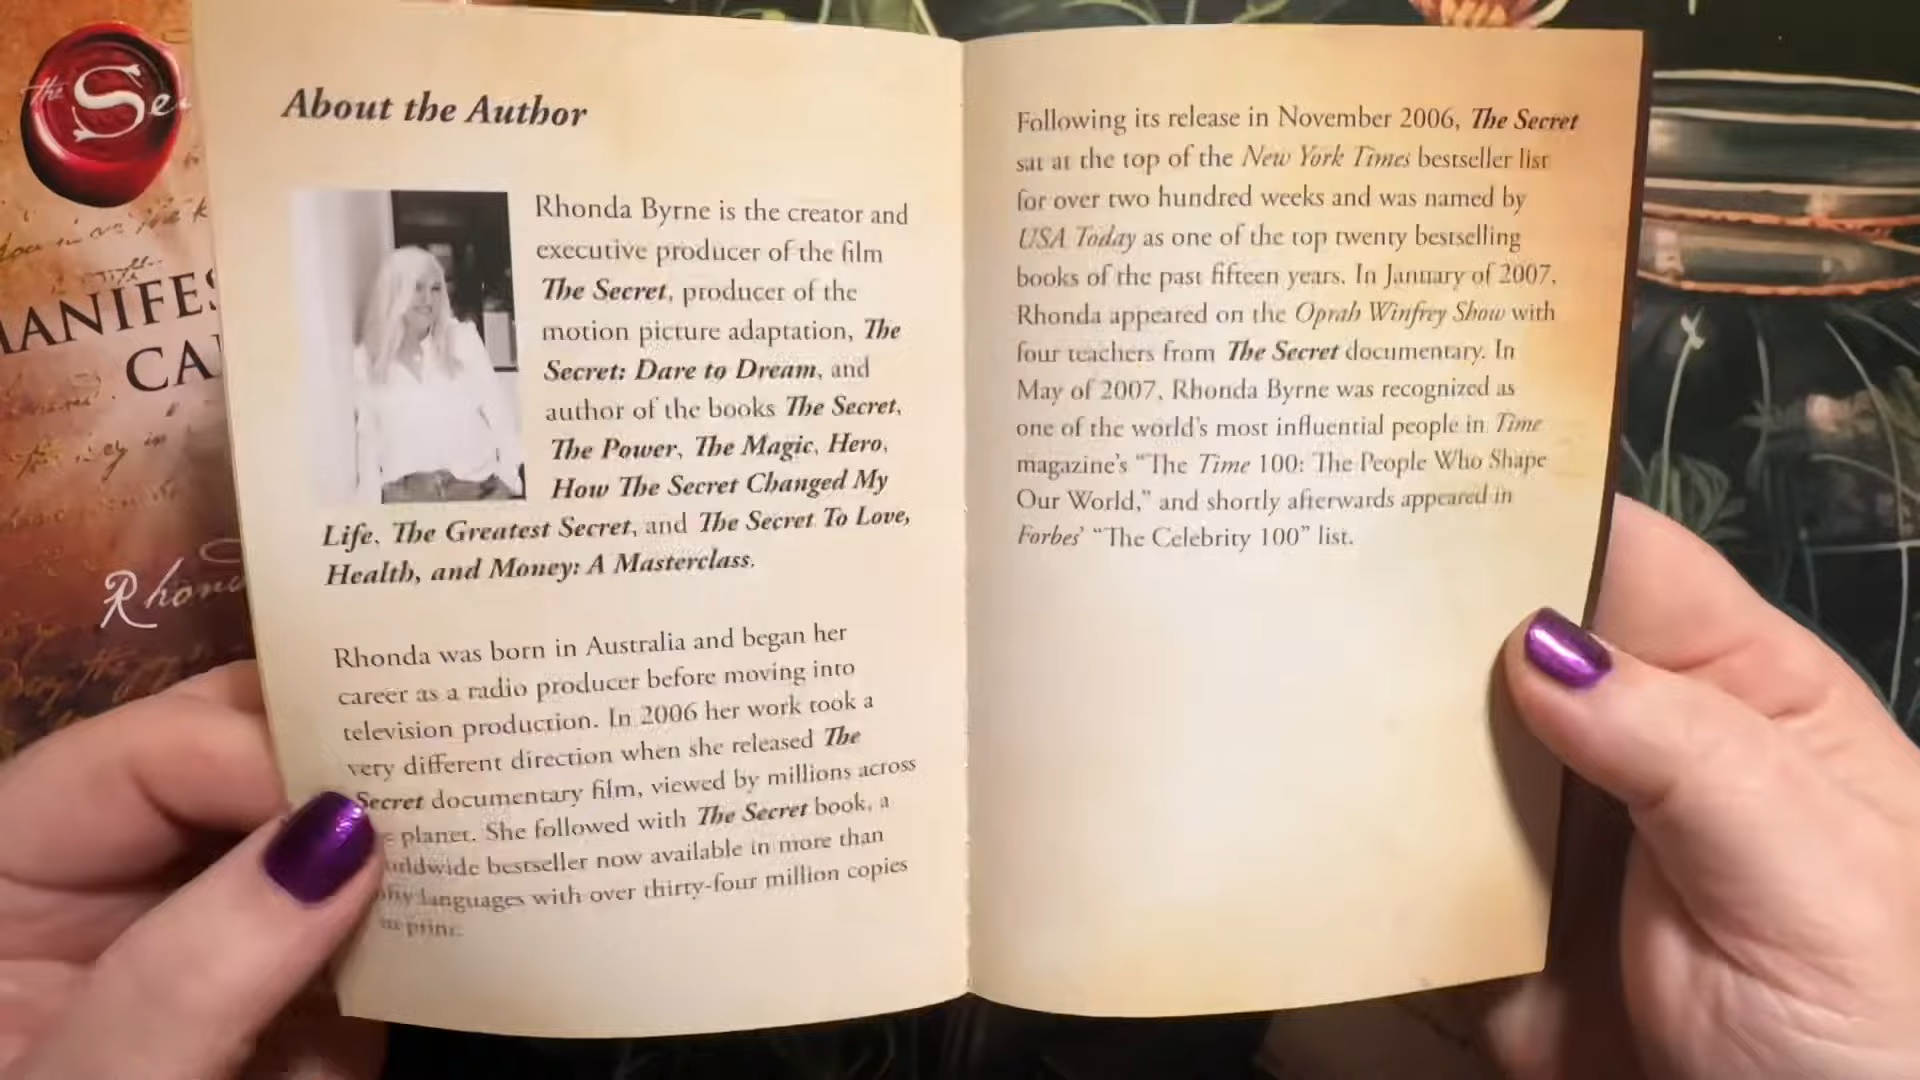 the Se
MANIFES
CA
Rhond
About the Author
Rhonda Byrne is the creator and
executive producer of the film
The Secret, producer of the
motion picture adaptation, The
Secret: Dare to Dream, and
author of the books The Secret,
The Power, The Magic, Hero,
How The Secret Changed My
Life, The Greatest Secret, and The Secret To Love,
Health, and Money: A Masterclass.
Rhonda was born in Australia and began her
career as a radio producer before moving into
television production. In 2006 her work took a
very different direction when she released The
Secret documentary film, viewed by millions across
planet. She followed with The Secret book, a
bestseller now available in more than
languages with over thirty-four million copies
print.
Following its release in November 2006, The Secret
sat at the top of the New York Times bestseller list
for over two hundred weeks and was named by
USA Today as one of the top twenty bestselling
books of the past fifteen years. In January of 2007,
Rhonda appeared on the Oprah Winfrey Show with
four teachers from The Secret documentary. In
May of 2007, Rhonda Byrne was recognized as
one of the world's most influential people in Time
magazine's “The Time 100: The People Who Shape
Our World,” and shortly afterwards appeared in
Forbes' “The Celebrity 100” list.